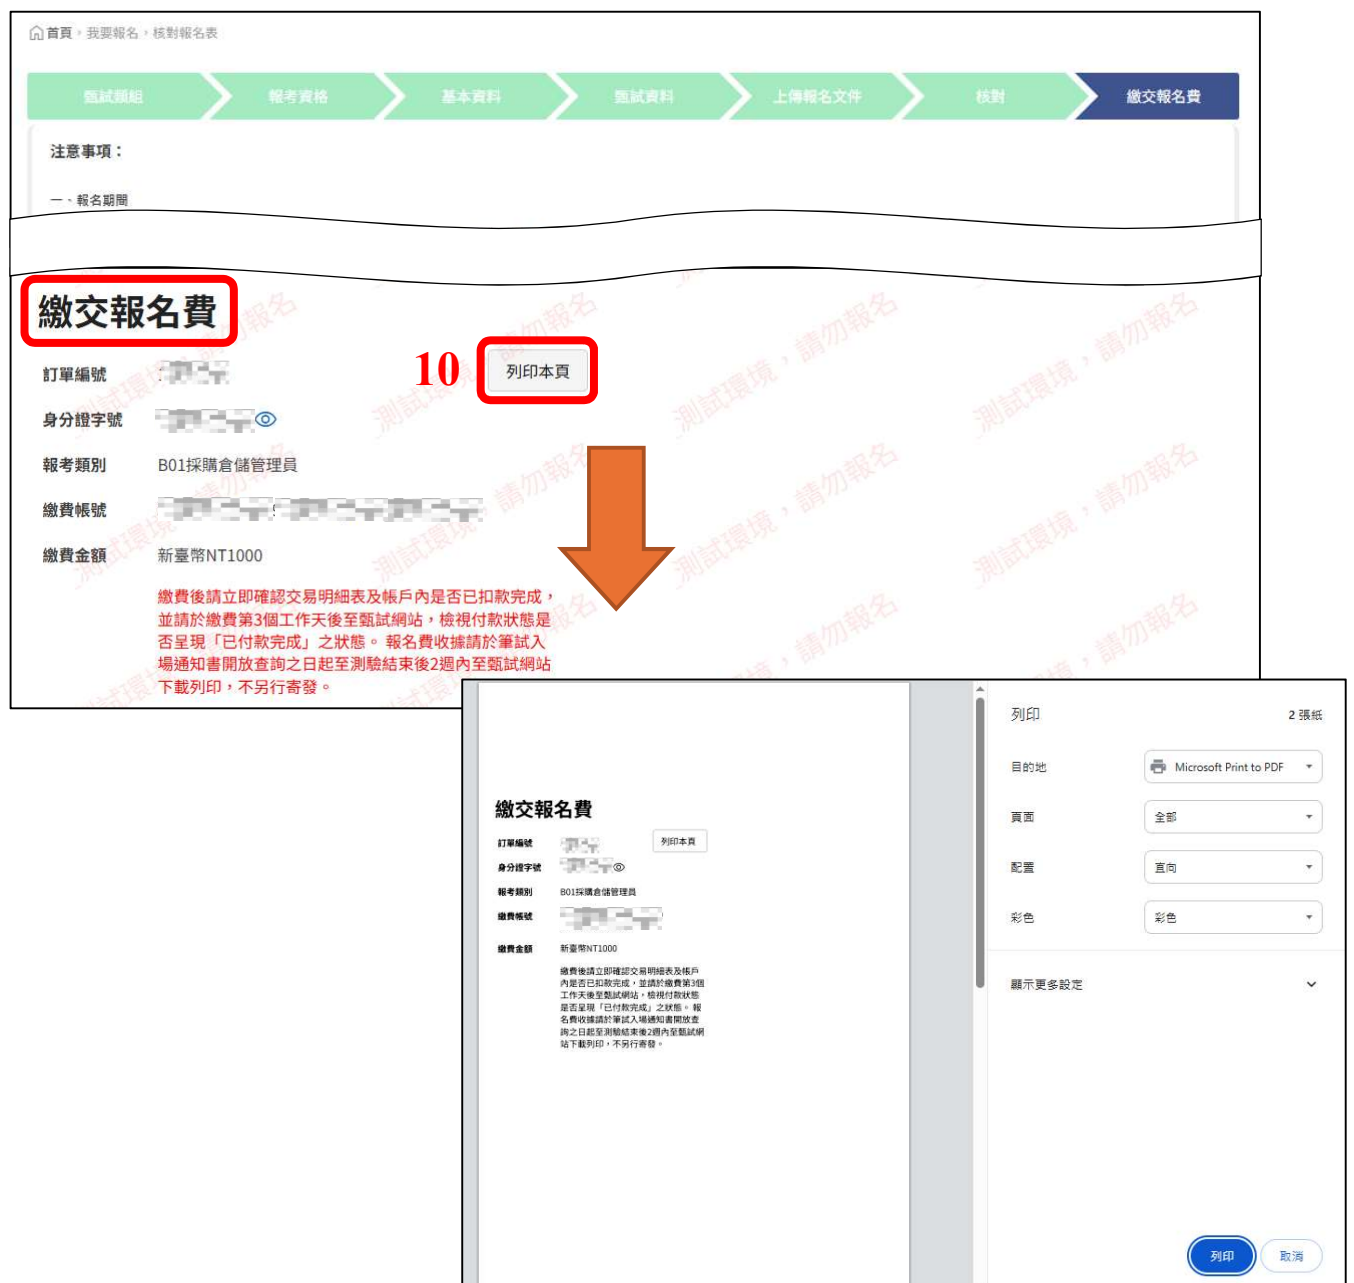 首頁 > 我要報名 > 核對報名表
甄試類組
報考資格
基本資料
甄試資料
上傳報名文件
核對
繳交報名費
注意事項：
一、報名期間
繳交報名費
10
列印本頁
訂單編號
身分證字號
報考類別 B01採購倉儲管理員
繳費帳號
繳費金額 新臺幣NT1000
繳費後請立即確認交易明細表及帳戶內是否已扣款完成，
並請於繳費第3個工作天後至甄試網站，檢視付款狀態是
否呈現「已付款完成」之狀態。 報名費收據請於筆試入
場通知書開放查詢之日起至測驗結束後2週內至甄試網站
下載列印，不另行寄發。
測試環境，請勿報名
繳交報名費
訂單編號
列印本頁
身分證字號
報考類別 B01採購倉儲管理員
繳費帳號
繳費金額 新臺幣NT1000
繳費後請立即確認交易明細表及帳戶
內是否已扣款完成，並請於繳費第3個
工作天後至甄試網站，檢視付款狀態
是否呈現「已付款完成」之狀態。 報
名費收據請於筆試入場通知書開放查
詢之日起至測驗結束後2週內至甄試網
站下載列印，不另行寄發。
列印 2 張紙
目的地 Microsoft Print to PDF
頁面 全部
配置 直向
彩色 彩色
顯示更多設定
列印 取消